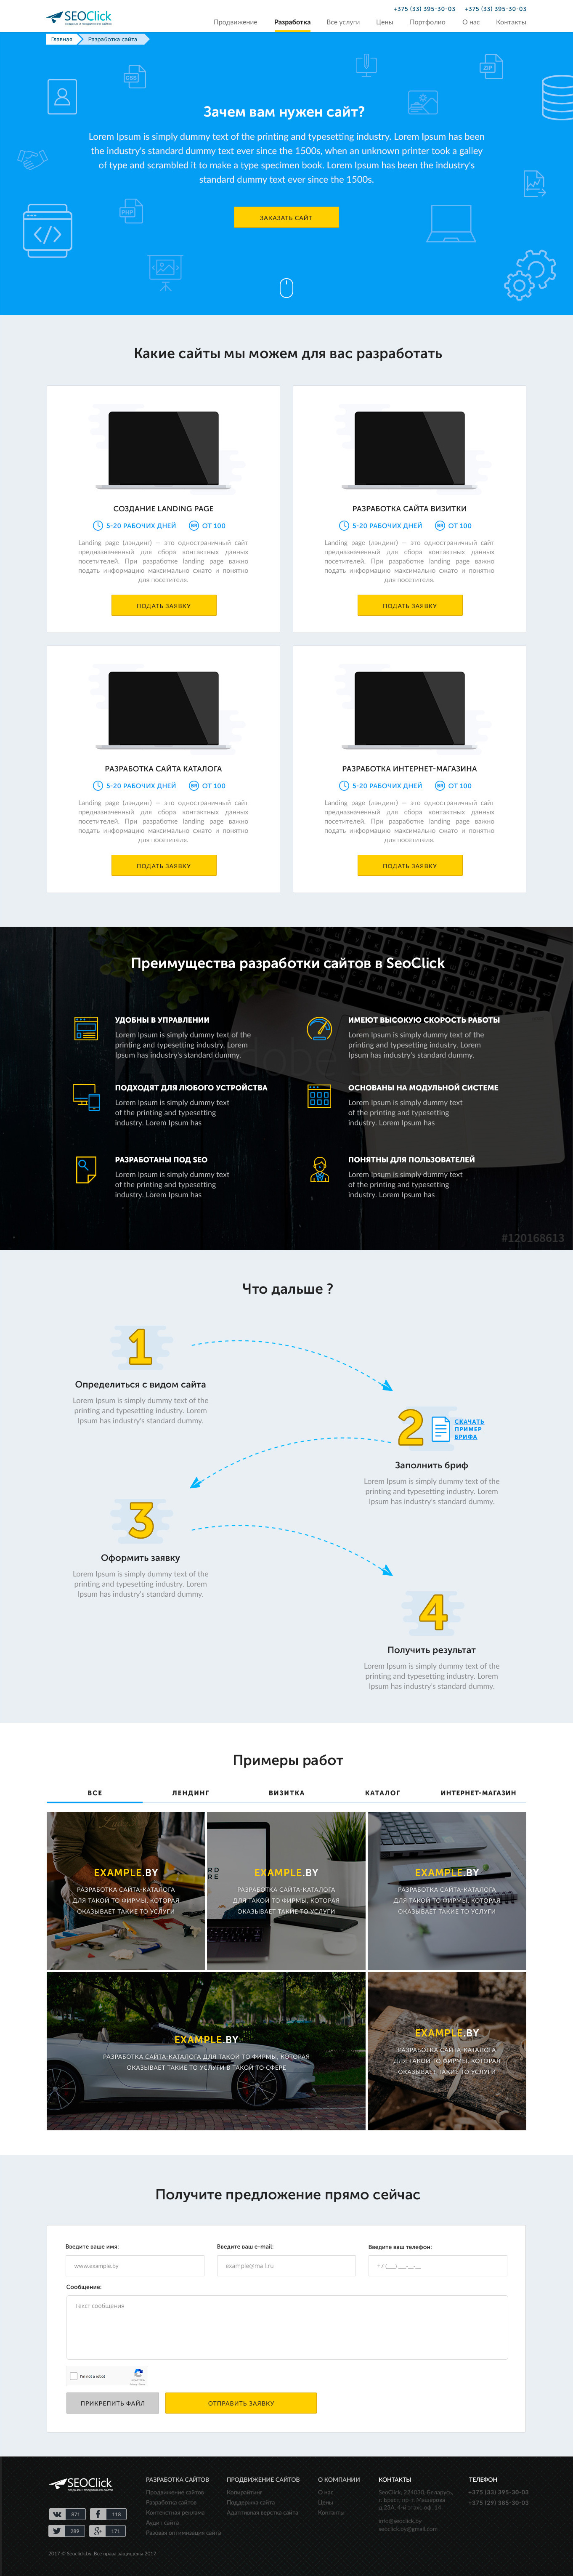 SEOClick
создание и продвижение сайтов
+375 (33) 395-30-03 +375 (33) 395-30-03
Продвижение Разработка Все услуги Цены Портфолио О нас Контакты
Главная Разработка сайта
CSS
ZIP
PHP
Зачем вам нужен сайт?
Lorem Ipsum is simply dummy text of the printing and typesetting industry. Lorem Ipsum has been
the industry's standard dummy text ever since the 1500s, when an unknown printer took a galley
of type and scrambled it to make a type specimen book. Lorem Ipsum has been the industry's
standard dummy text ever since the 1500s.
ЗАКАЗАТЬ САЙТ
Какие сайты мы можем для вас разработать
СОЗДАНИЕ LANDING PAGE
5-20 РАБОЧИХ ДНЕЙ ОТ 100
Landing page (лэндинг) — это одностраничный сайт
предназначенный для сбора контактных данных
посетителей. При разработке landing page важно
подать информацию максимально сжато и понятно
для посетителя.
ПОДАТЬ ЗАЯВКУ
РАЗРАБОТКА САЙТА ВИЗИТКИ
5-20 РАБОЧИХ ДНЕЙ ОТ 100
Landing page (лэндинг) — это одностраничный сайт
предназначенный для сбора контактных данных
посетителей. При разработке landing page важно
подать информацию максимально сжато и понятно
для посетителя.
ПОДАТЬ ЗАЯВКУ
РАЗРАБОТКА САЙТА КАТАЛОГА
5-20 РАБОЧИХ ДНЕЙ ОТ 100
Landing page (лэндинг) — это одностраничный сайт
предназначенный для сбора контактных данных
посетителей. При разработке landing page важно
подать информацию максимально сжато и понятно
для посетителя.
ПОДАТЬ ЗАЯВКУ
РАЗРАБОТКА ИНТЕРНЕТ-МАГАЗИНА
5-20 РАБОЧИХ ДНЕЙ ОТ 100
Landing page (лэндинг) — это одностраничный сайт
предназначенный для сбора контактных данных
посетителей. При разработке landing page важно
подать информацию максимально сжато и понятно
для посетителя.
ПОДАТЬ ЗАЯВКУ
Преимущества разработки сайтов в SeoClick
УДОБНЫ В УПРАВЛЕНИИ
Lorem Ipsum is simply dummy text of the
printing and typesetting industry. Lorem
Ipsum has industry's standard dummy.
ИМЕЮТ ВЫСОКУЮ СКОРОСТЬ РАБОТЫ
Lorem Ipsum is simply dummy text of the
printing and typesetting industry. Lorem
Ipsum has industry's standard dummy.
ПОДХОДЯТ ДЛЯ ЛЮБОГО УСТРОЙСТВА
Lorem Ipsum is simply dummy text
of the printing and typesetting
industry. Lorem Ipsum has
ОСНОВАНЫ НА МОДУЛЬНОЙ СИСТЕМЕ
Lorem Ipsum is simply dummy text
of the printing and typesetting
industry. Lorem Ipsum has
РАЗРАБОТАНЫ ПОД SEO
Lorem Ipsum is simply dummy text
of the printing and typesetting
industry. Lorem Ipsum has
ПОНЯТНЫ ДЛЯ ПОЛЬЗОВАТЕЛЕЙ
Lorem Ipsum is simply dummy text
of the printing and typesetting
industry. Lorem Ipsum has
#120168613
Что дальше ?
1
Определиться с видом сайта
Lorem Ipsum is simply dummy text of the
printing and typesetting industry. Lorem
Ipsum has industry's standard dummy.
2
СКАЧАТЬ
ПРИМЕР
БРИФА
Заполнить бриф
Lorem Ipsum is simply dummy text of the
printing and typesetting industry. Lorem
Ipsum has industry's standard dummy.
3
Оформить заявку
Lorem Ipsum is simply dummy text of the
printing and typesetting industry. Lorem
Ipsum has industry's standard dummy.
4
Получить результат
Lorem Ipsum is simply dummy text of the
printing and typesetting industry. Lorem
Ipsum has industry's standard dummy.
Примеры работ
ВСЕ ЛЕНДИНГ ВИЗИТКА КАТАЛОГ ИНТЕРНЕТ-МАГАЗИН
EXAMPLE.BY
РАЗРАБОТКА САЙТА-КАТАЛОГА
ДЛЯ ТАКОЙ ТО ФИРМЫ, КОТОРАЯ
ОКАЗЫВАЕТ ТАКИЕ ТО УСЛУГИ
EXAMPLE.BY
РАЗРАБОТКА САЙТА-КАТАЛОГА
ДЛЯ ТАКОЙ ТО ФИРМЫ, КОТОРАЯ
ОКАЗЫВАЕТ ТАКИЕ ТО УСЛУГИ
EXAMPLE.BY
РАЗРАБОТКА САЙТА-КАТАЛОГА
ДЛЯ ТАКОЙ ТО ФИРМЫ, КОТОРАЯ
ОКАЗЫВАЕТ ТАКИЕ ТО УСЛУГИ
EXAMPLE.BY
РАЗРАБОТКА САЙТА-КАТАЛОГА ДЛЯ ТАКОЙ ТО ФИРМЫ, КОТОРАЯ
ОКАЗЫВАЕТ ТАКИЕ ТО УСЛУГИ В ТАКОЙ ТО СФЕРЕ
EXAMPLE.BY
РАЗРАБОТКА САЙТА-КАТАЛОГА
ДЛЯ ТАКОЙ ТО ФИРМЫ, КОТОРАЯ
ОКАЗЫВАЕТ ТАКИЕ ТО УСЛУГИ
Получите предложение прямо сейчас
Введите ваше имя: Введите ваш e-mail: Введите ваш телефон:
www.example.by example@mail.ru +7 (___) ___-__-__
Сообщение:
Текст сообщения
I'm not a robot
ПРИКРЕПИТЬ ФАЙЛ ОТПРАВИТЬ ЗАЯВКУ
SEOClick
создание и продвижение сайтов
871 118
289 171
РАЗРАБОТКА САЙТОВ
Продвижение сайтов
Разработка сайтов
Контекстная реклама
Аудит сайта
Разовая оптимизация сайта
ПРОДВИЖЕНИЕ САЙТОВ
Копирайтинг
Поддержка сайта
Адаптивная верстка сайта
О КОМПАНИИ
О нас
Цены
Контакты
КОНТАКТЫ
SeoClick, 224030, Беларусь,
г. Брест, пр-т Машерова
info@seoclick.by
seoclick.by@gmail.com
ТЕЛЕФОН
+375 (33) 395-30-03
+375 (29) 385-30-03
2017 © Seoclick.by. Все права защищены 2017